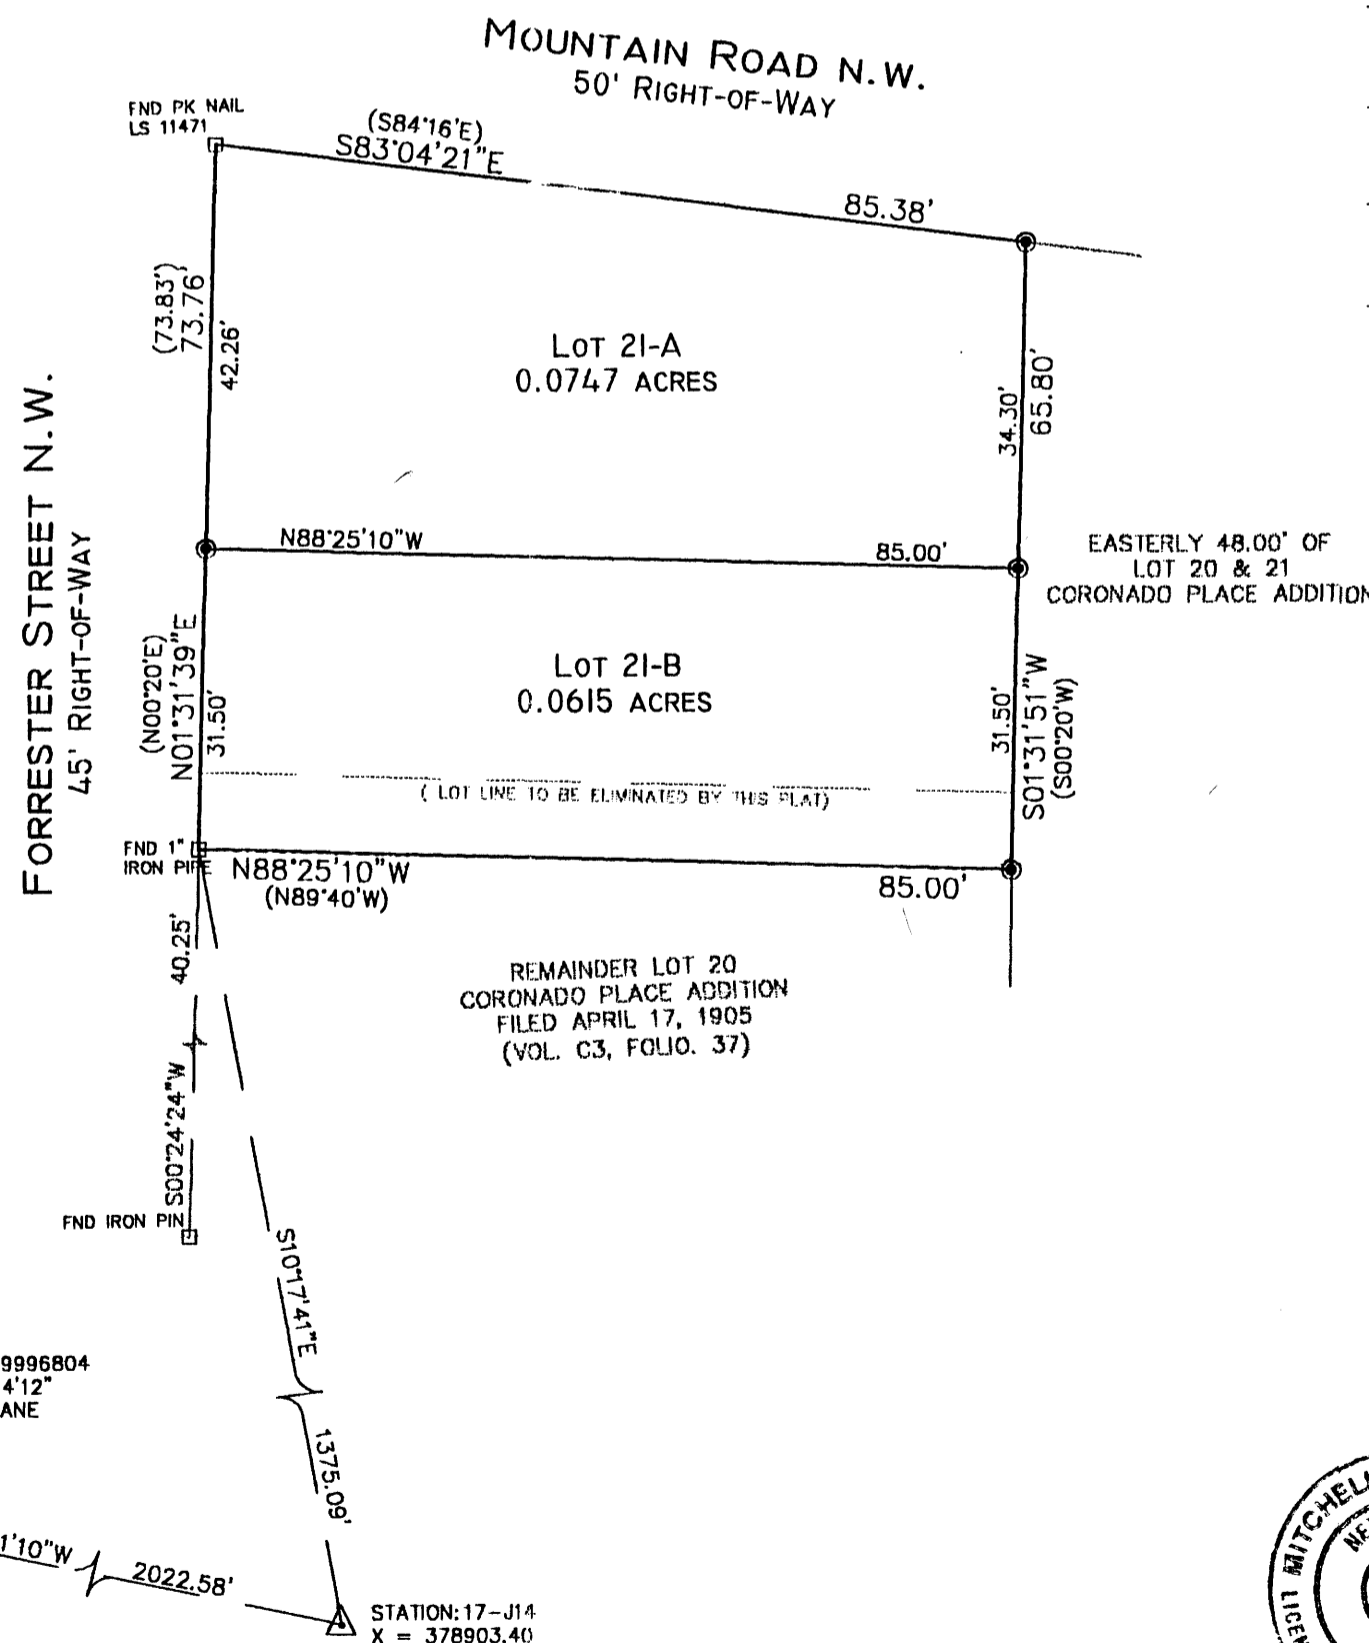 MOUNTAIN ROAD N.W.
50' RIGHT-OF-WAY
FND PK NAIL
LS 11471
(S84°16'E)
S83°04'21"E
85.38'
(73.83')
73.76'
42.26'
LOT 21-A
0.0747 ACRES
34.30'
65.80'
FORRESTER STREET N.W.
45' RIGHT-OF-WAY
N88°25'10"W
85.00'
EASTERLY 48.00' OF
LOT 20 & 21
CORONADO PLACE ADDITION
(N00°20'E)
N01°31'39"E
31.50'
LOT 21-B
0.0615 ACRES
31.50'
S01°31'51"W
(S00°20'W)
( LOT LINE TO BE ELIMINATED BY THIS PLAT)
FND 1"
IRON PIPE
N88°25'10"W
(N89°40'W)
85.00'
40.25'
REMAINDER LOT 20
CORONADO PLACE ADDITION
FILED APRIL 17, 1905
(VOL. C3, FOLIO. 37)
S00°24'24"W
FND IRON PIN
S10°17'41"E
1375.09'
9996804
4'12"
ANE
1'10"W
2022.58'
STATION: 17-J14
X = 378903.40
MITCHELL
LICEN